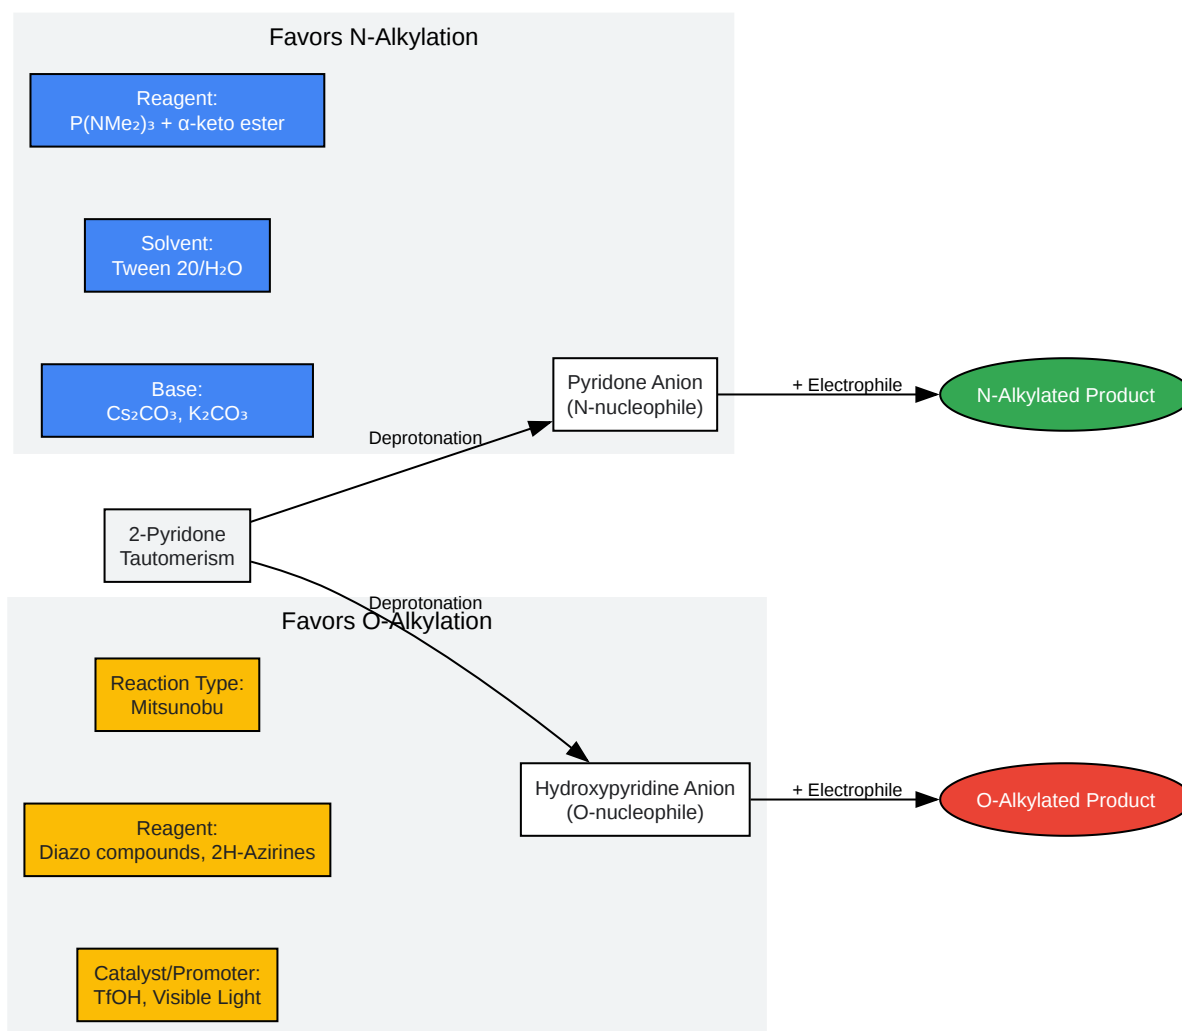 Favors N-Alkylation
Reagent:
P(NMe₂)₃ + α-keto ester
Solvent:
Tween 20/H₂O
Base:
Cs₂CO₃, K₂CO₃
Pyridone Anion
(N-nucleophile)
+ Electrophile
N-Alkylated Product
Deprotonation
2-Pyridone
Tautomerism
Deprotonation
Favors O-Alkylation
Reaction Type:
Mitsunobu
Reagent:
Diazo compounds, 2H-Azirines
Hydroxypyridine Anion
(O-nucleophile)
+ Electrophile
O-Alkylated Product
Catalyst/Promoter:
TfOH, Visible Light